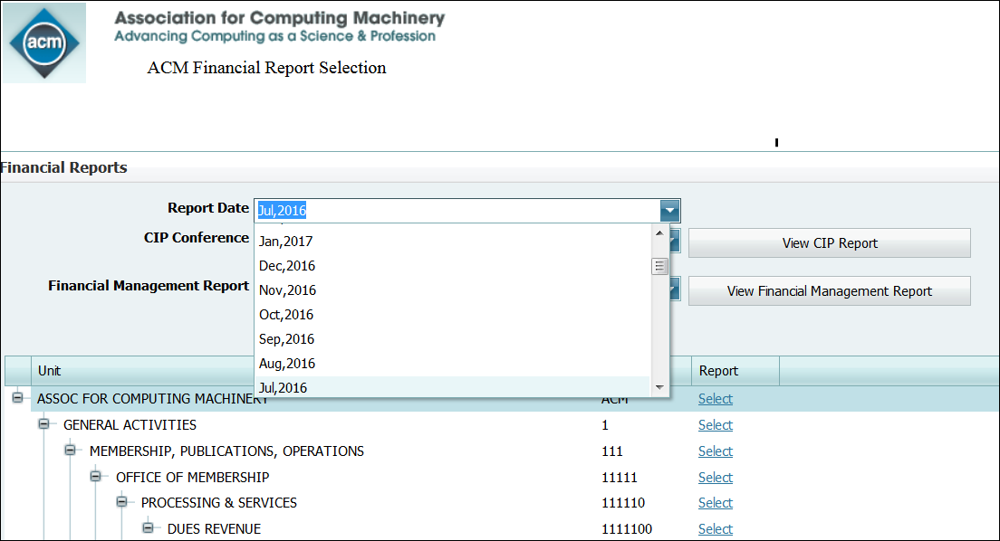 acm
Association for Computing Machinery
Advancing Computing as a Science & Profession
ACM Financial Report Selection
Financial Reports
Report Date Jul,2016
CIP Conference
View CIP Report
Financial Management Report
View Financial Management Report
Jan,2017
Dec,2016
Nov,2016
Oct,2016
Sep,2016
Aug,2016
Jul,2016
Unit Report
ASSOC FOR COMPUTING MACHINERY ACM Select
GENERAL ACTIVITIES 1 Select
MEMBERSHIP, PUBLICATIONS, OPERATIONS 111 Select
OFFICE OF MEMBERSHIP 11111 Select
PROCESSING & SERVICES 111110 Select
DUES REVENUE 1111100 Select